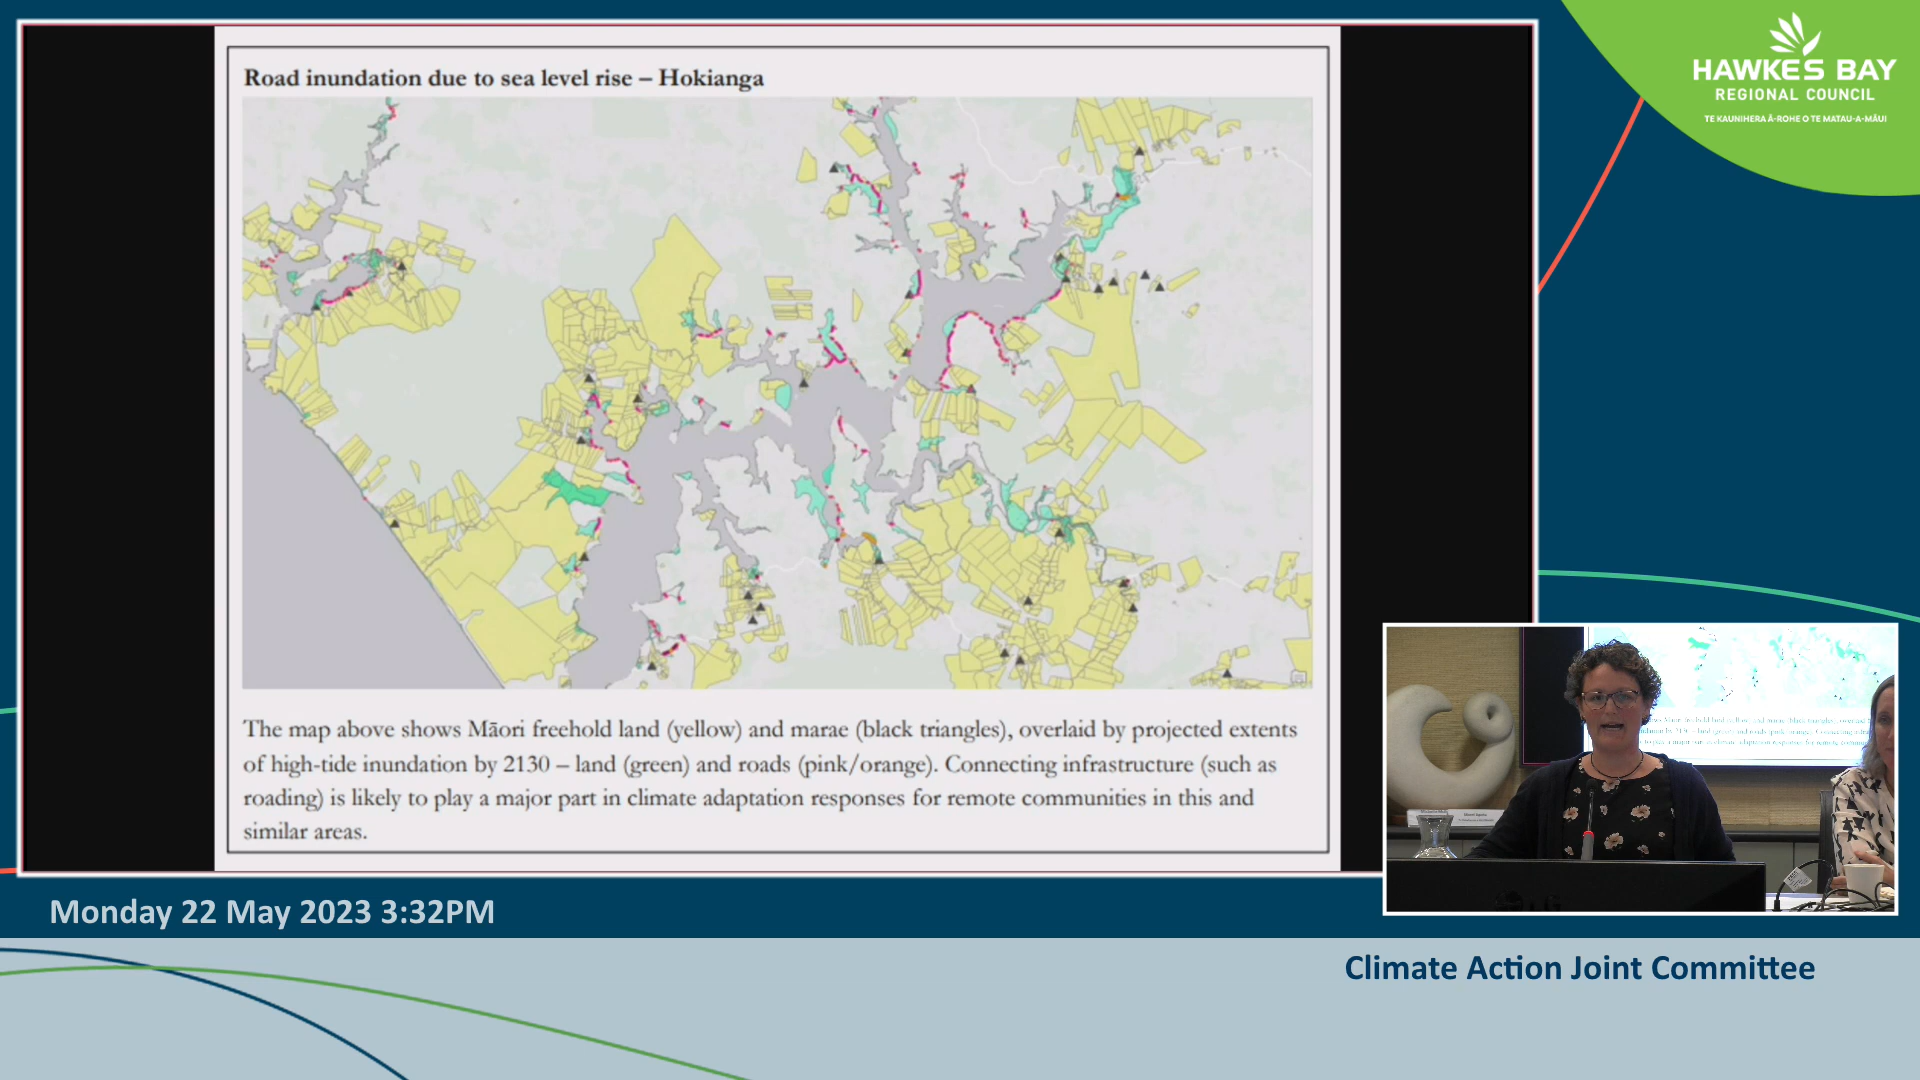 Road inundation due to sea level rise – Hokianga
The map above shows Māori freehold land (yellow) and marae (black triangles), overlaid by projected extents
of high-tide inundation by 2130 – land (green) and roads (pink/orange). Connecting infrastructure (such as
roading) is likely to play a major part in climate adaptation responses for remote communities in this and
similar areas.
HAWKE'S BAY
REGIONAL COUNCIL
TE KAUNIHERA Ā-ROHE O TE MATAU-A-MĀUI
Monday 22 May 2023 3:32PM
Climate Action Joint Committee